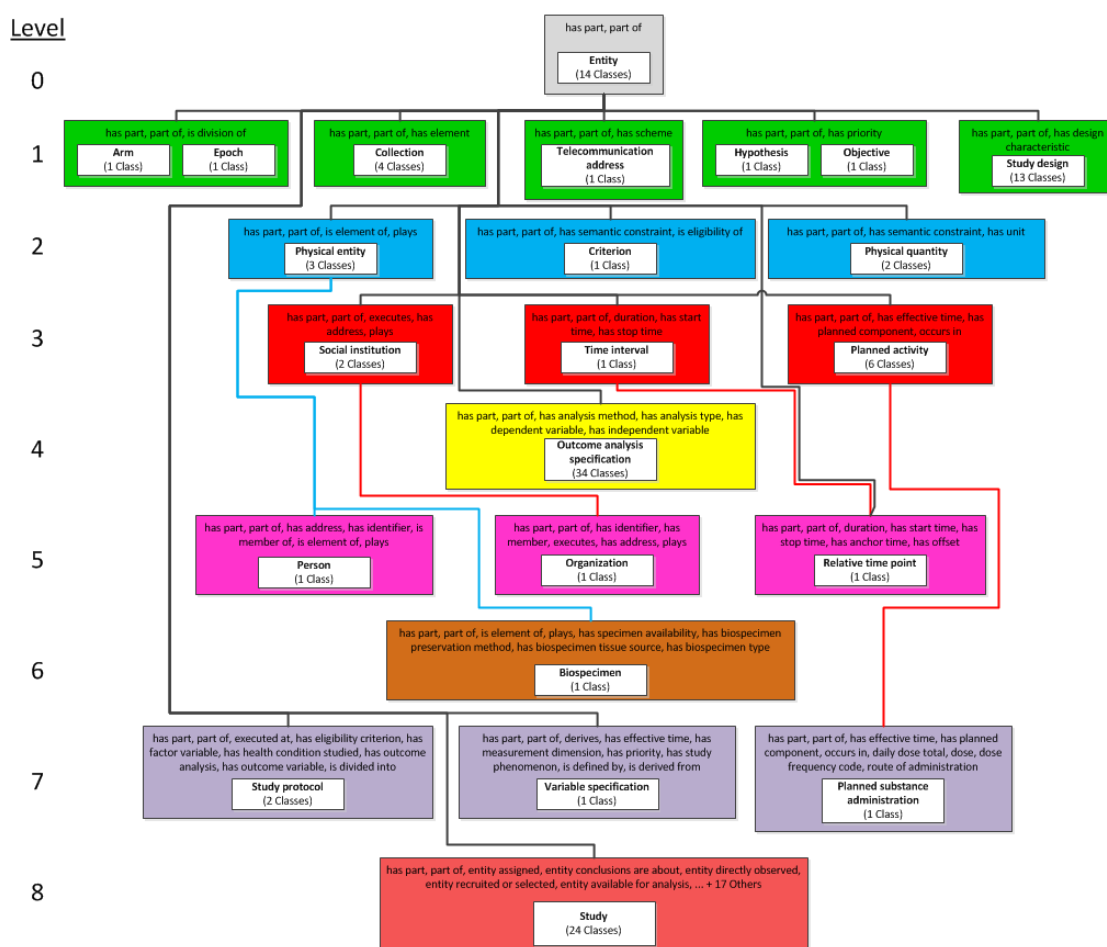 Level
has part, part of
Entity
(14 Classes)
0
has part, part of, is division of
Arm
(1 Class)
Epoch
(1 Class)
has part, part of, has element
Collection
(4 Classes)
has part, part of, has scheme
Telecommunication
address
(1 Class)
has part, part of, has priority
Hypothesis
(1 Class)
Objective
(1 Class)
has part, part of, has design
characteristic
Study design
(13 Classes)
1
has part, part of, is element of, plays
Physical entity
(3 Classes)
has part, part of, has semantic constraint, is eligibility of
Criterion
(1 Class)
has part, part of, has semantic constraint, has unit
Physical quantity
(2 Classes)
2
has part, part of, executes, has
address, plays
Social institution
(2 Classes)
has part, part of, duration, has start
time, has stop time
Time interval
(1 Class)
has part, part of, has effective time, has
planned component, occurs in
Planned activity
(6 Classes)
3
has part, part of, has analysis method, has analysis type, has
dependent variable, has independent variable
Outcome analysis
specification
(34 Classes)
4
has part, part of, has address, has identifier, is
member of, is element of, plays
Person
(1 Class)
has part, part of, has identifier, has
member, executes, has address, plays
Organization
(1 Class)
has part, part of, duration, has start time, has
stop time, has anchor time, has offset
Relative time point
(1 Class)
5
has part, part of, is element of, plays, has specimen availability, has biospecimen
preservation method, has biospecimen tissue source, has biospecimen type
Biospecimen
(1 Class)
6
has part, part of, executed at, has eligibility criterion, has
factor variable, has health condition studied, has outcome
analysis, has outcome variable, is divided into
Study protocol
(2 Classes)
has part, part of, derives, has effective time, has
measurement dimension, has priority, has study
phenomenon, is defined by, is derived from
Variable specification
(1 Class)
has part, part of, has effective time, has planned
component, occurs in, daily dose total, dose, dose
frequency code, route of administration
Planned substance
administration
(1 Class)
7
has part, part of, entity assigned, entity conclusions are about, entity directly observed,
entity recruited or selected, entity available for analysis, ... + 17 Others
Study
(24 Classes)
8